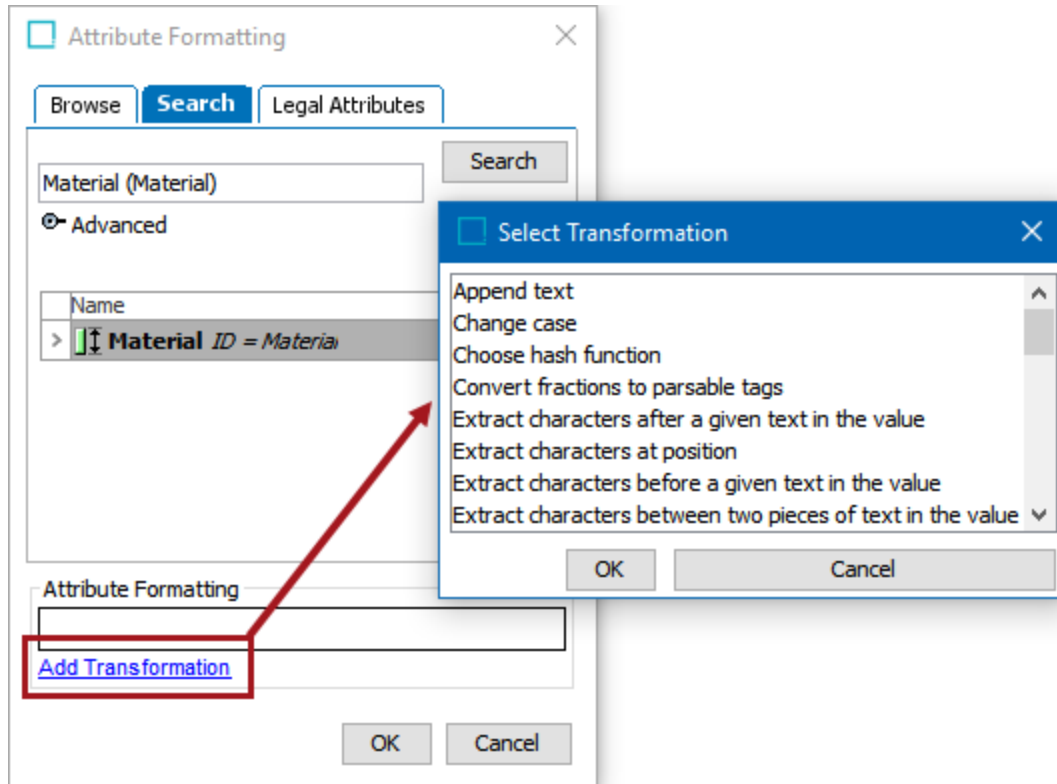 Attribute Formatting
Browse
Search
Legal Attributes
Search
Material (Material)
Advanced
Name
Material ID = Material
Attribute Formatting
Add Transformation
OK
Cancel
Select Transformation
Append text
Change case
Choose hash function
Convert fractions to parsable tags
Extract characters after a given text in the value
Extract characters at position
Extract characters before a given text in the value
Extract characters between two pieces of text in the value
OK
Cancel